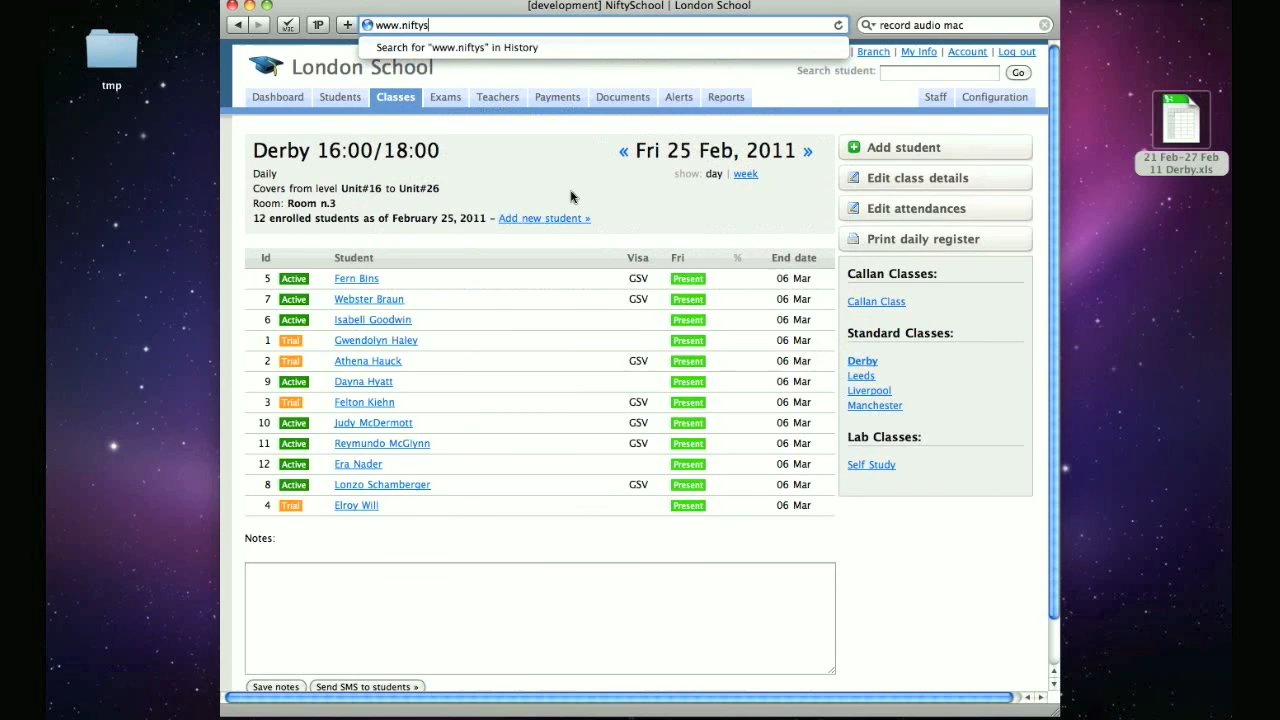 [development] NiftySchool | London School
1P
www.niftys
record audio mac
Search for "www.niftys" in History
Branch | My Info | Account | Log out
London School
Search student:
Go
Dashboard Students Classes Exams Teachers Payments Documents Alerts Reports Staff Configuration
tmp
21 Feb-27 Feb
11 Derby.xls
Derby 16:00/18:00
« Fri 25 Feb, 2011 »
Daily
show: day | week
Covers from level Unit#16 to Unit#26
Room: Room n.3
12 enrolled students as of February 25, 2011 – Add new student »
Id Student Visa Fri % End date
5 Active Fern Bins GSV Present 06 Mar
7 Active Webster Braun GSV Present 06 Mar
6 Active Isabell Goodwin Present 06 Mar
1 Trial Gwendolyn Haley Present 06 Mar
2 Trial Athena Hauck GSV Present 06 Mar
9 Active Dayna Hyatt Present 06 Mar
3 Trial Felton Kiehn GSV Present 06 Mar
10 Active Judy McDermott GSV Present 06 Mar
11 Active Reymundo McGlynn GSV Present 06 Mar
12 Active Era Nader Present 06 Mar
8 Active Lonzo Schamberger GSV Present 06 Mar
4 Trial Elroy Will Present 06 Mar
Notes:
Save notes
Send SMS to students »
Add student
Edit class details
Edit attendances
Print daily register
Callan Classes:
Callan Class
Standard Classes:
Derby
Leeds
Liverpool
Manchester
Lab Classes:
Self Study